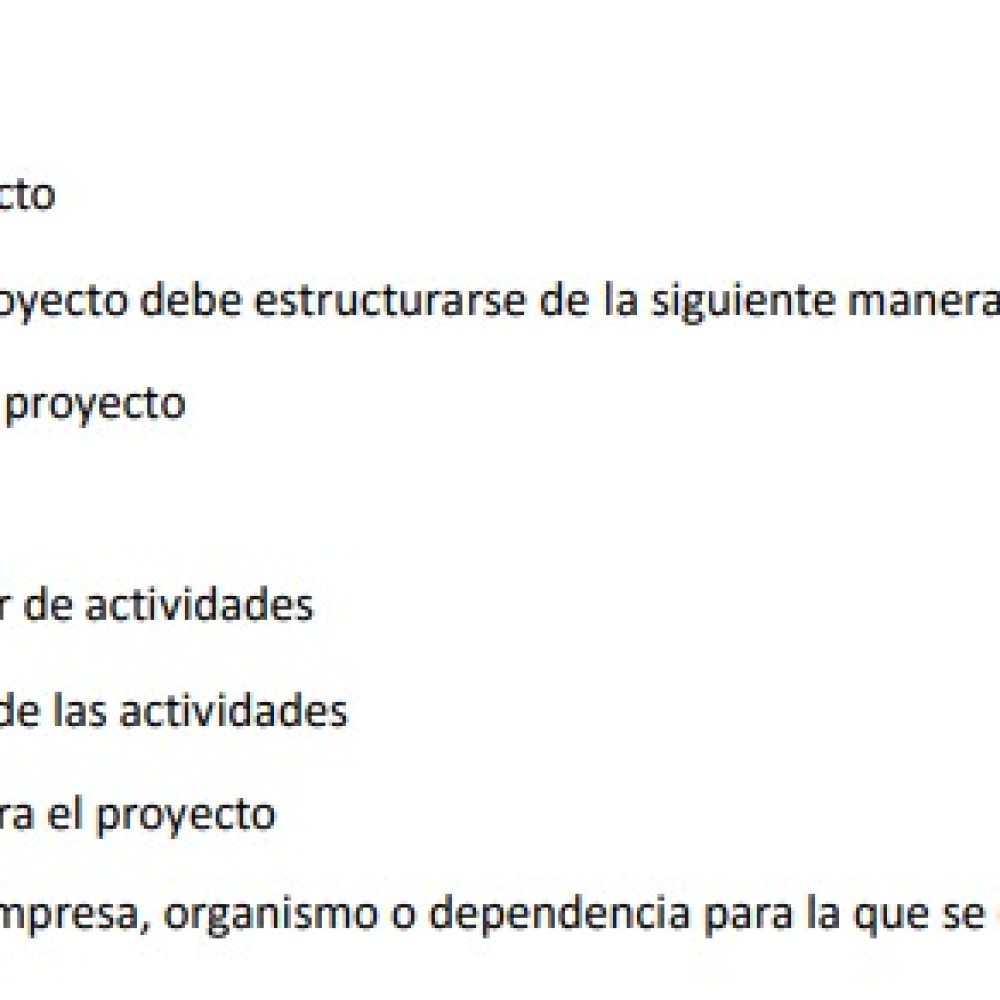 cto
oyecto debe estructurarse de la siguiente manera
proyecto
r de actividades
de las actividades
ra el proyecto
mpresa, organismo o dependencia para la que se